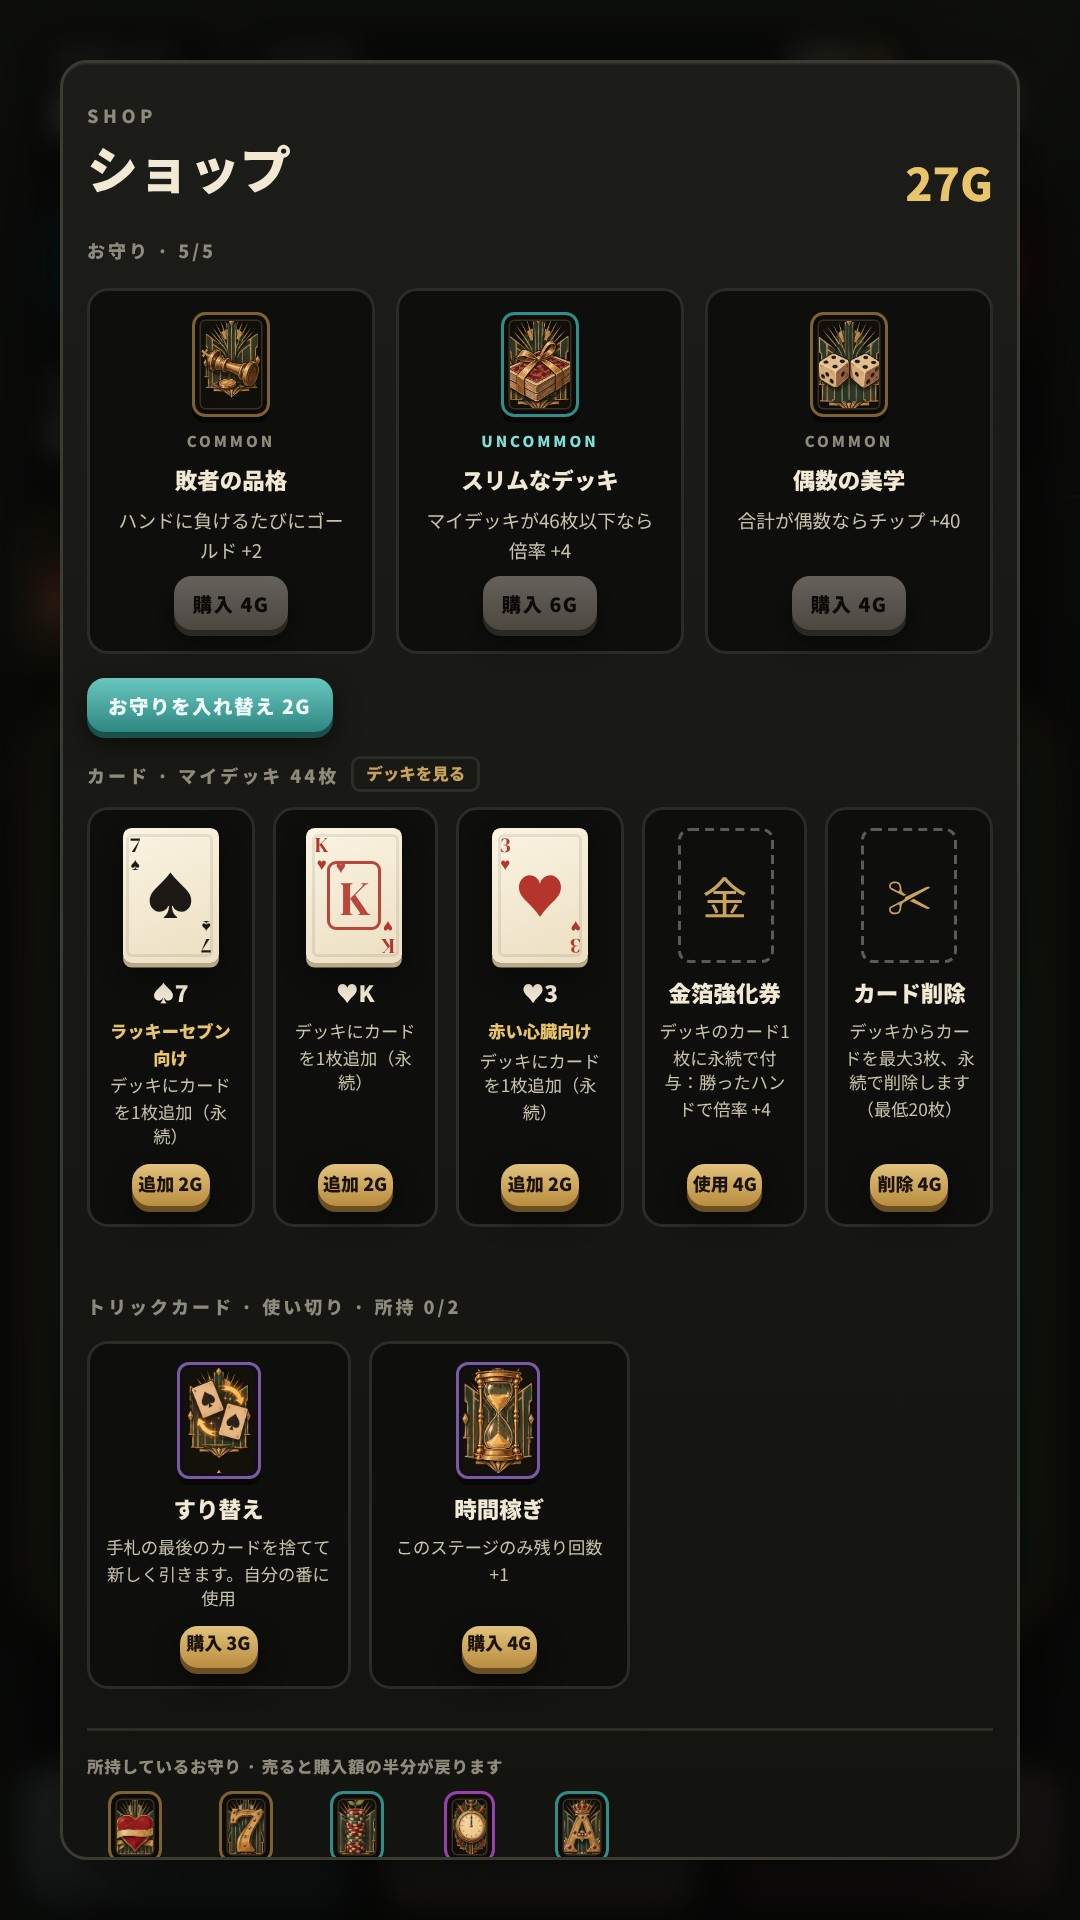 SHOP
ショップ
27G
お守り · 5/5
COMMON
敗者の品格
ハンドに負けるたびにゴー
ルド +2
購入 4G
UNCOMMON
スリムなデッキ
マイデッキが46枚以下なら
倍率 +4
購入 6G
COMMON
偶数の美学
合計が偶数ならチップ +40
購入 4G
お守りを入れ替え 2G
カード · マイデッキ 44枚
デッキを見る
7
♠
7
♠7
ラッキーセブン
向け
デッキにカード
を1枚追加（永
続）
追加 2G
K
♥
K
K
♥K
デッキにカード
を1枚追加（永
続）
追加 2G
3
♥
3
♥3
赤い心臓向け
デッキにカード
を1枚追加（永
続）
追加 2G
金
金箔強化券
デッキのカード1
枚に永続で付
与：勝ったハン
ドで倍率 +4
使用 4G
カード削除
デッキからカー
ドを最大3枚、永
続で削除します
（最低20枚）
削除 4G
トリックカード · 使い切り · 所持 0/2
すり替え
手札の最後のカードを捨てて
新しく引きます。自分の番に
使用
購入 3G
時間稼ぎ
このステージのみ残り回数
+1
購入 4G
所持しているお守り · 売ると購入額の半分が戻ります
7
A